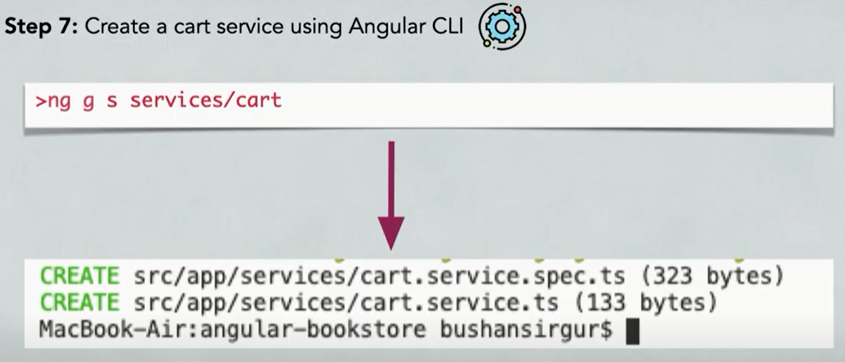 Step 7: Create a cart service using Angular CLI
>ng g s services/cart
CREATE src/app/services/cart.service.spec.ts (323 bytes)
CREATE src/app/services/cart.service.ts (133 bytes)
MacBook-Air:angular-bookstore bushansirgur$